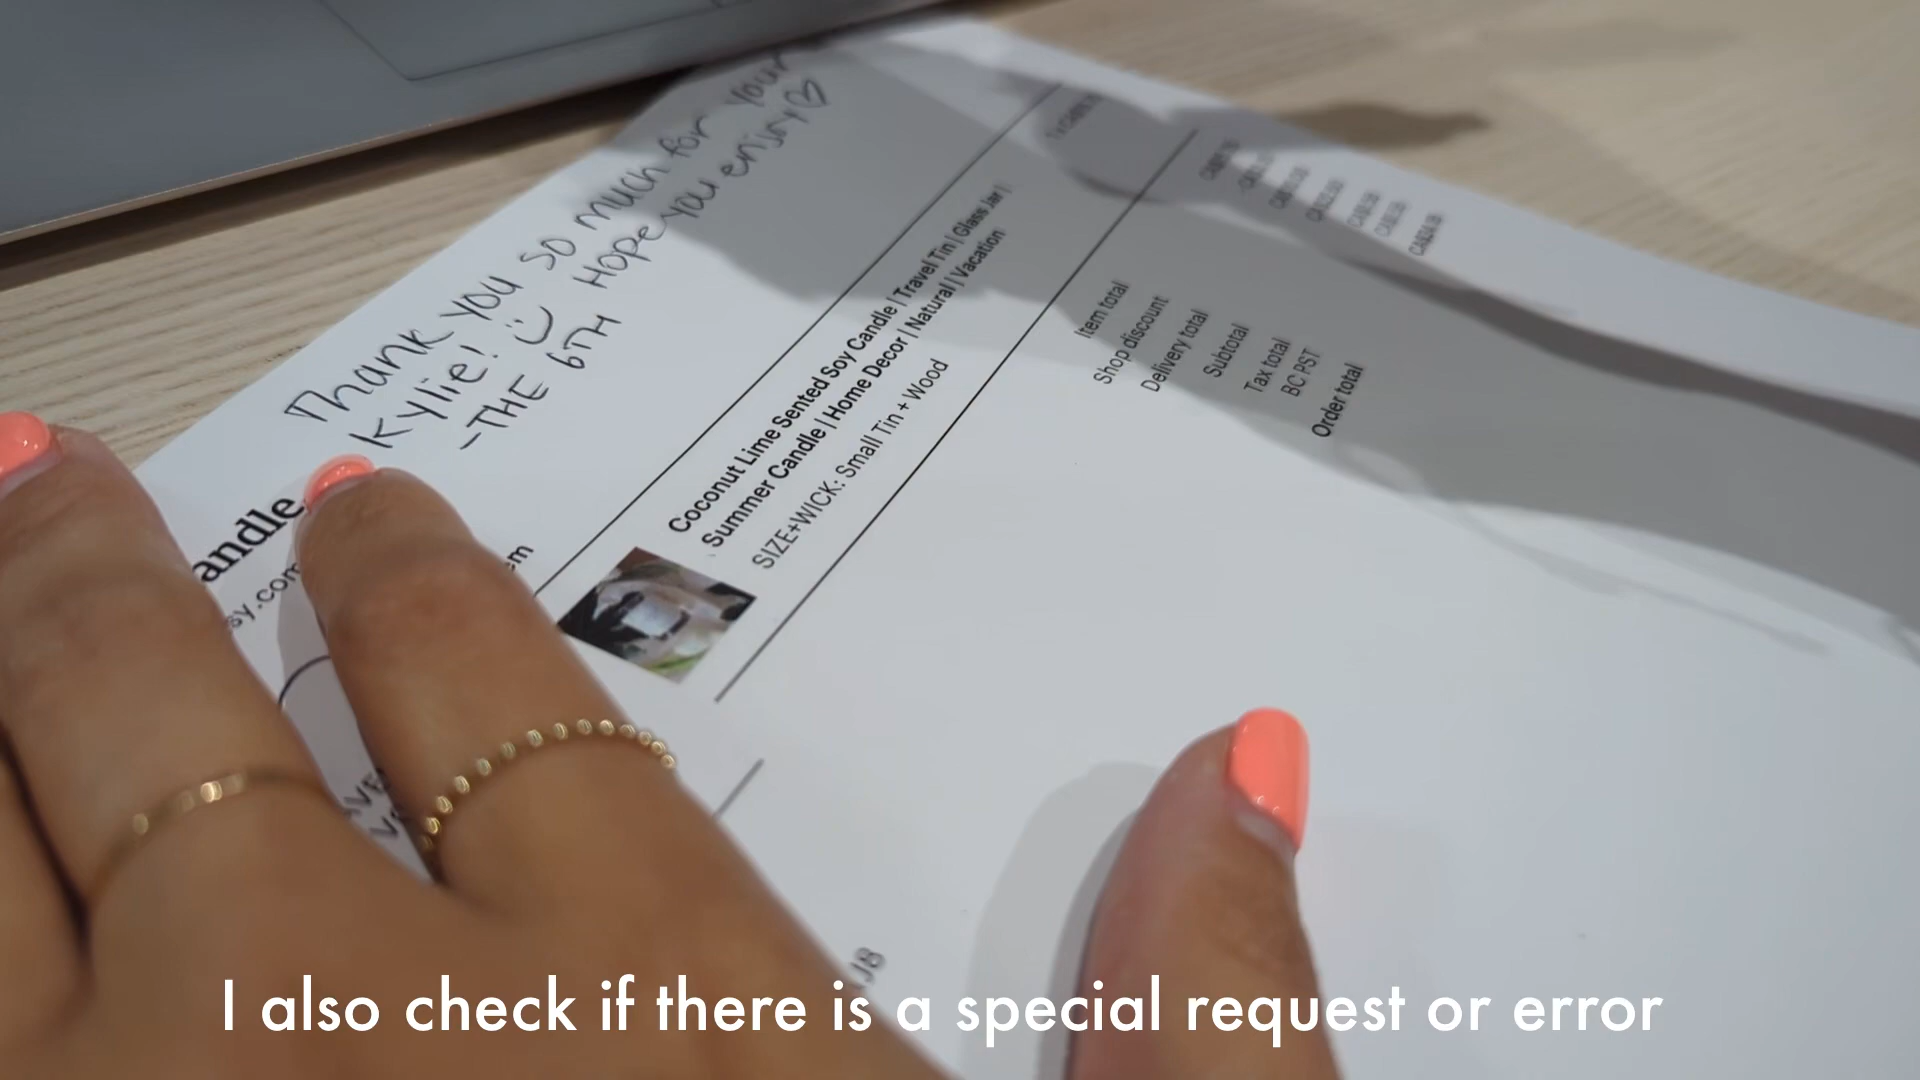 Thank you so much for your
Kylie! Hope you enjoy
-THE 6TH
andle
sy.com
em
Coconut Lime Sented Soy Candle | Travel Tin | Glass Jar |
Summer Candle | Home Decor | Natural | Vacation
SIZE+WICK: Small Tin + Wood
Item total
Shop discount
Delivery total
Subtotal
Tax total
BC PST
Order total
J8
I also check if there is a special request or error